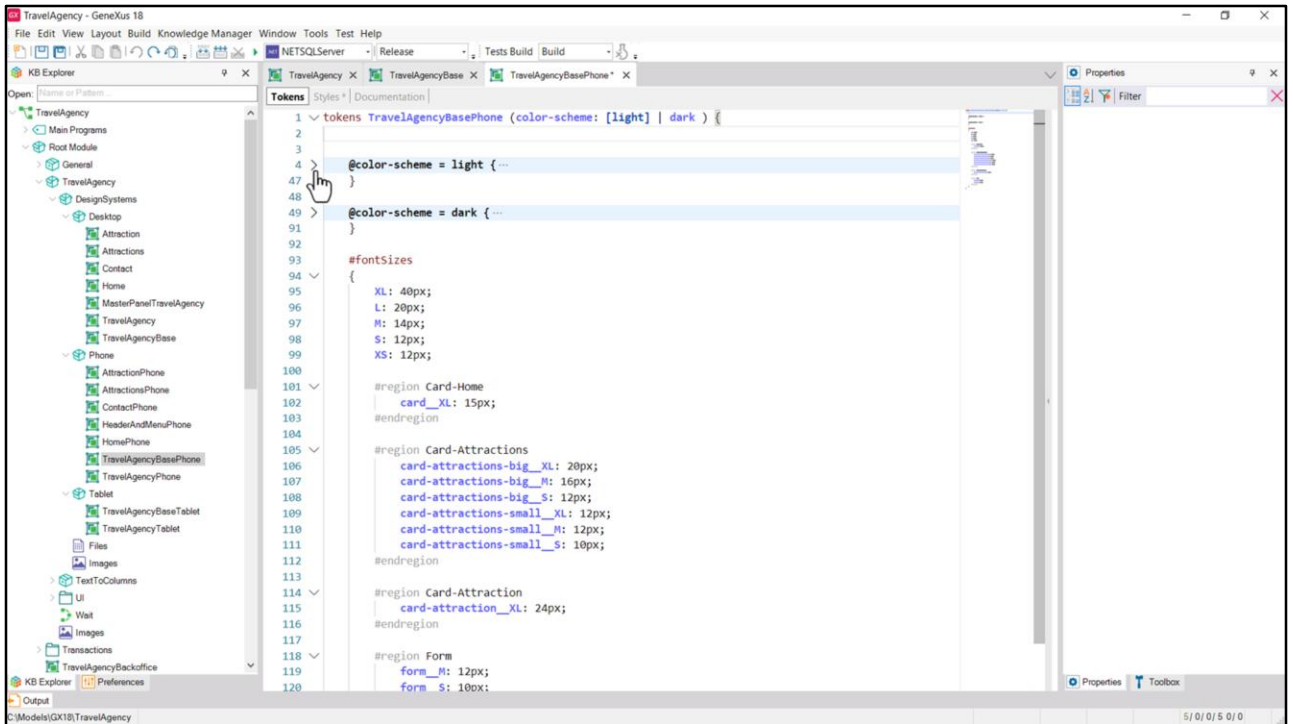 TravelAgency - GeneXus 18
File Edit View Layout Build Knowledge Manager Window Tools Test Help
NETSQLServer Release Tests Build Build
KB Explorer
Open: Name or Pattern...
TravelAgency
Main Programs
Root Module
General
TravelAgency
DesignSystems
Desktop
Attraction
Attractions
Contact
Home
MasterPanelTravelAgency
TravelAgency
TravelAgencyBase
Phone
AttractionPhone
AttractionsPhone
ContactPhone
HeaderAndMenuPhone
HomePhone
TravelAgencyBasePhone
TravelAgencyPhone
Tablet
TravelAgencyBaseTablet
TravelAgencyTablet
Files
Images
TextToColumns
UI
Wait
Images
Transactions
TravelAgencyBackoffice
KB Explorer Preferences
TravelAgency TravelAgencyBase TravelAgencyBasePhone*
Tokens Styles * Documentation
1 tokens TravelAgencyBasePhone (color-scheme: [light] | dark ) {
2
3
4 @color-scheme = light { ...
47 }
48
49 @color-scheme = dark { ...
91 }
92
93 #fontSizes
94 {
95 XL: 40px;
96 L: 20px;
97 M: 14px;
98 S: 12px;
99 XS: 12px;
100
101 #region Card-Home
102 card__XL: 15px;
103 #endregion
104
105 #region Card-Attractions
106 card-attractions-big__XL: 20px;
107 card-attractions-big__M: 16px;
108 card-attractions-big__S: 12px;
109 card-attractions-small__XL: 12px;
110 card-attractions-small__M: 12px;
111 card-attractions-small__S: 10px;
112 #endregion
113
114 #region Card-Attraction
115 card-attraction__XL: 24px;
116 #endregion
117
118 #region Form
119 form__M: 12px;
120 form__S: 10px;
Properties
Filter
Properties Toolbox
Output
C:\Models\GX18\TravelAgency
5/ 0/ 0/ 5 0/ 0